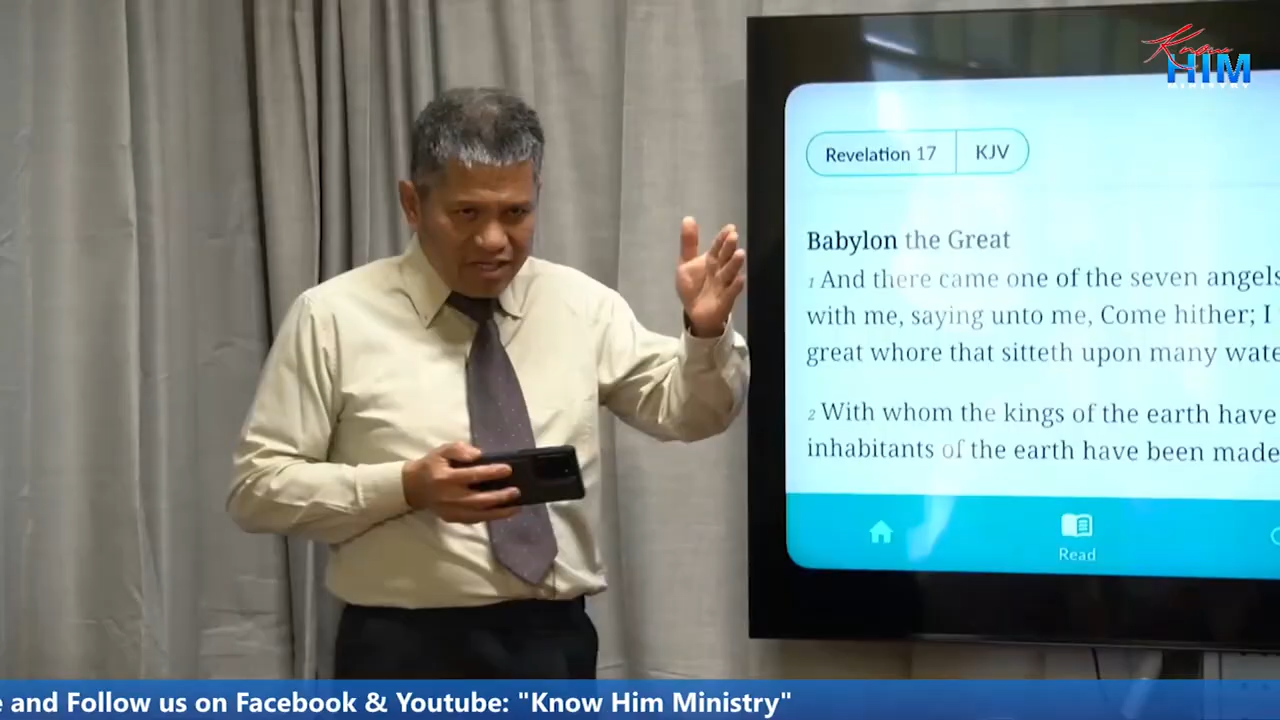 Know
HIM
MINISTRY
Revelation 17
KJV
Babylon the Great
1 And there came one of the seven angels
with me, saying unto me, Come hither; I
great whore that sitteth upon many wate
2 With whom the kings of the earth have
inhabitants of the earth have been made
Read
e and Follow us on Facebook & Youtube: "Know Him Ministry"